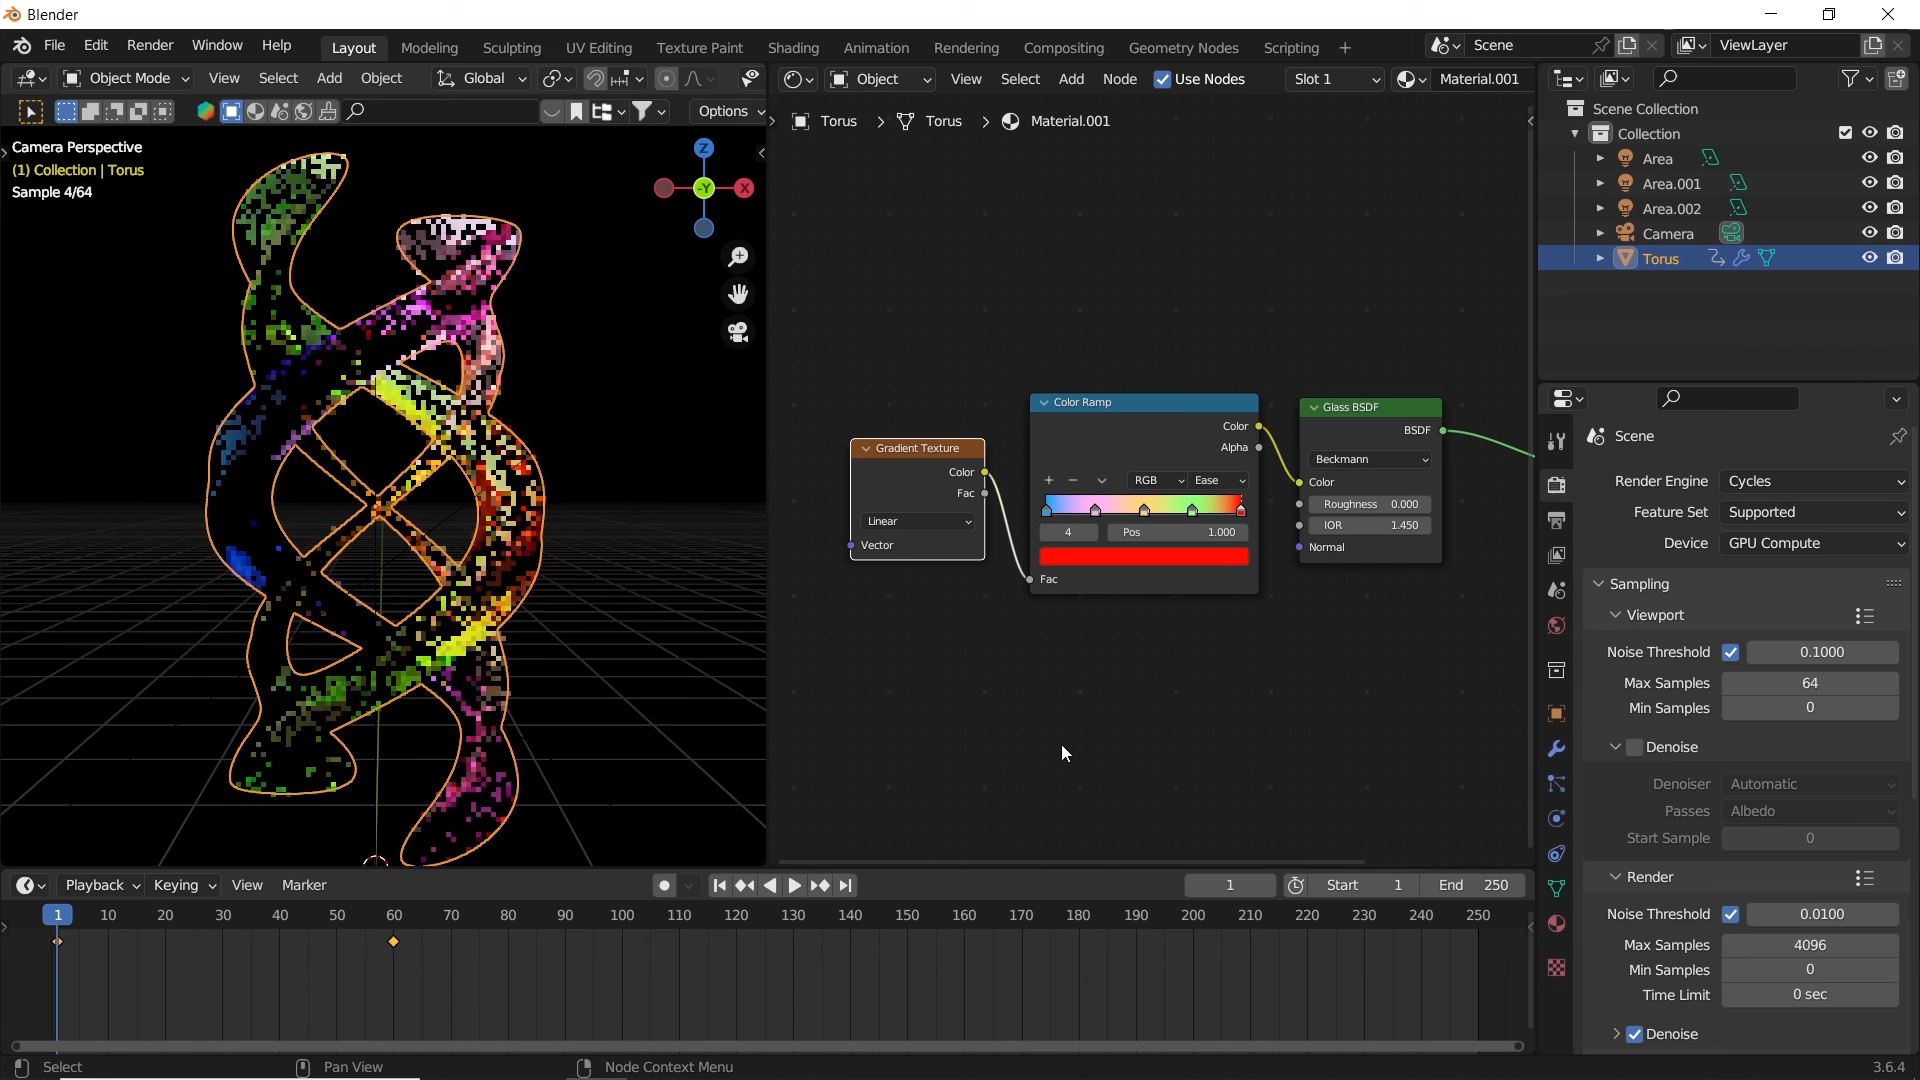 Blender
File Edit Render Window Help Layout Modeling Sculpting UV Editing Texture Paint Shading Animation Rendering Compositing Geometry Nodes Scripting + Scene ViewLayer
Object Mode View Select Add Object Global
Options
Camera Perspective
(1) Collection | Torus
Sample 4/64
Z
-Y X
Object View Select Add Node Use Nodes Slot 1 Material.001
Torus > Torus > Material.001
Gradient Texture
Color
Fac
Linear
Vector
Color Ramp
Color
Alpha
RGB Ease
4 Pos 1.000
Fac
Glass BSDF
BSDF
Beckmann
Color
Roughness 0.000
IOR 1.450
Normal
Scene Collection
Collection
Area
Area.001
Area.002
Camera
Torus
Scene
Render Engine Cycles
Feature Set Supported
Device GPU Compute
Sampling
Viewport
Noise Threshold 0.1000
Max Samples 64
Min Samples 0
Denoise
Denoiser Automatic
Passes Albedo
Start Sample 0
Render
Noise Threshold 0.0100
Max Samples 4096
Min Samples 0
Time Limit 0 sec
Denoise
Playback Keying View Marker 1 Start 1 End 250
1 10 20 30 40 50 60 70 80 90 100 110 120 130 140 150 160 170 180 190 200 210 220 230 240 250
Select Pan View Node Context Menu 3.6.4